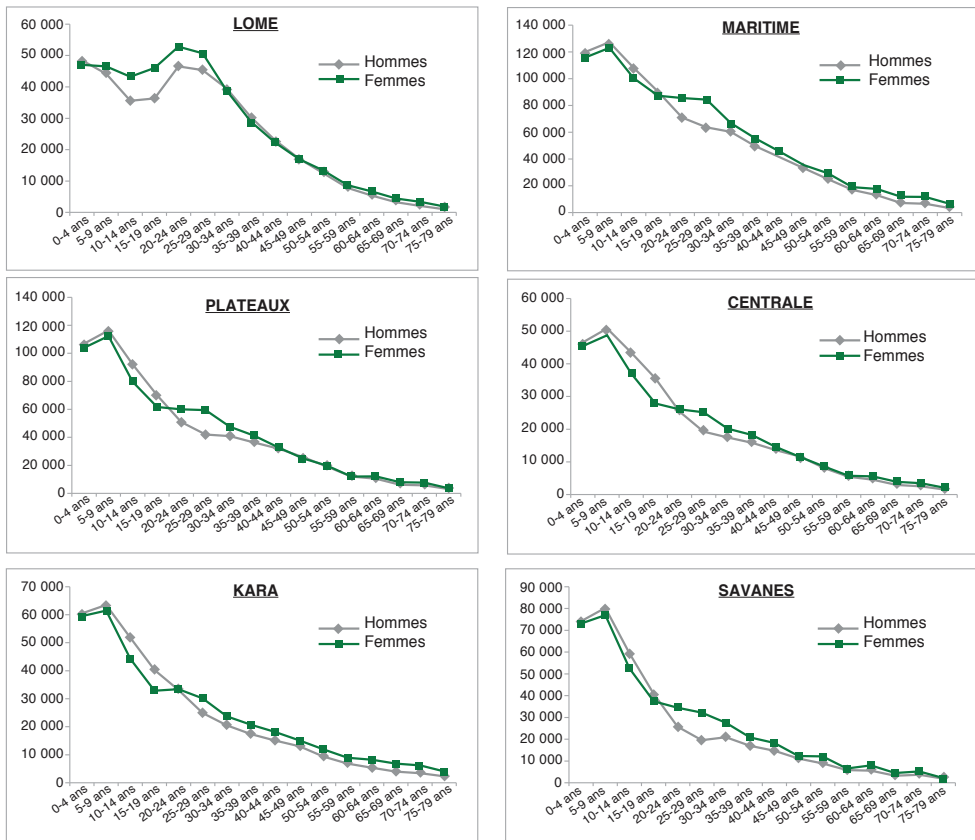 LOME
60 000
50 000
40 000
30 000
20 000
10 000
0
Hommes
Femmes
0-4 ans
5-9 ans
10-14 ans
15-19 ans
20-24 ans
25-29 ans
30-34 ans
35-39 ans
40-44 ans
45-49 ans
50-54 ans
55-59 ans
60-64 ans
65-69 ans
70-74 ans
75-79 ans
MARITIME
140 000
120 000
100 000
80 000
60 000
40 000
20 000
0
Hommes
Femmes
0-4 ans
5-9 ans
10-14 ans
15-19 ans
20-24 ans
25-29 ans
30-34 ans
35-39 ans
40-44 ans
45-49 ans
50-54 ans
55-59 ans
60-64 ans
65-69 ans
70-74 ans
75-79 ans
PLATEAUX
140 000
120 000
100 000
80 000
60 000
40 000
20 000
0
Hommes
Femmes
0-4 ans
5-9 ans
10-14 ans
15-19 ans
20-24 ans
25-29 ans
30-34 ans
35-39 ans
40-44 ans
45-49 ans
50-54 ans
55-59 ans
60-64 ans
65-69 ans
70-74 ans
75-79 ans
CENTRALE
60 000
50 000
40 000
30 000
20 000
10 000
0
Hommes
Femmes
0-4 ans
5-9 ans
10-14 ans
15-19 ans
20-24 ans
25-29 ans
30-34 ans
35-39 ans
40-44 ans
45-49 ans
50-54 ans
55-59 ans
60-64 ans
65-69 ans
70-74 ans
75-79 ans
KARA
70 000
60 000
50 000
40 000
30 000
20 000
10 000
0
Hommes
Femmes
0-4 ans
5-9 ans
10-14 ans
15-19 ans
20-24 ans
25-29 ans
30-34 ans
35-39 ans
40-44 ans
45-49 ans
50-54 ans
55-59 ans
60-64 ans
65-69 ans
70-74 ans
75-79 ans
SAVANES
90 000
80 000
70 000
60 000
50 000
40 000
30 000
20 000
10 000
0
Hommes
Femmes
0-4 ans
5-9 ans
10-14 ans
15-19 ans
20-24 ans
25-29 ans
30-34 ans
35-39 ans
40-44 ans
45-49 ans
50-54 ans
55-59 ans
60-64 ans
65-69 ans
70-74 ans
75-79 ans